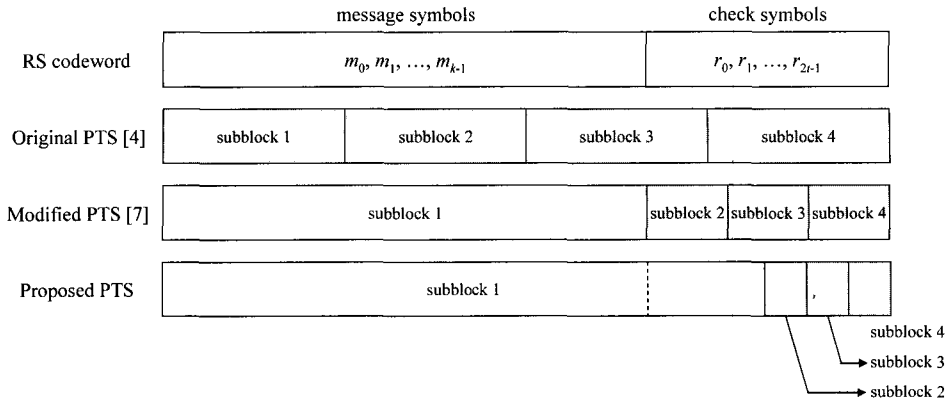 message symbols
check symbols
RS codeword
m0, m1, …, mk-1
r0, r1, …, r2t-1
Original PTS [4]
subblock 1
subblock 2
subblock 3
subblock 4
Modified PTS [7]
subblock 1
subblock 2
subblock 3
subblock 4
Proposed PTS
subblock 1
subblock 4
subblock 3
subblock 2